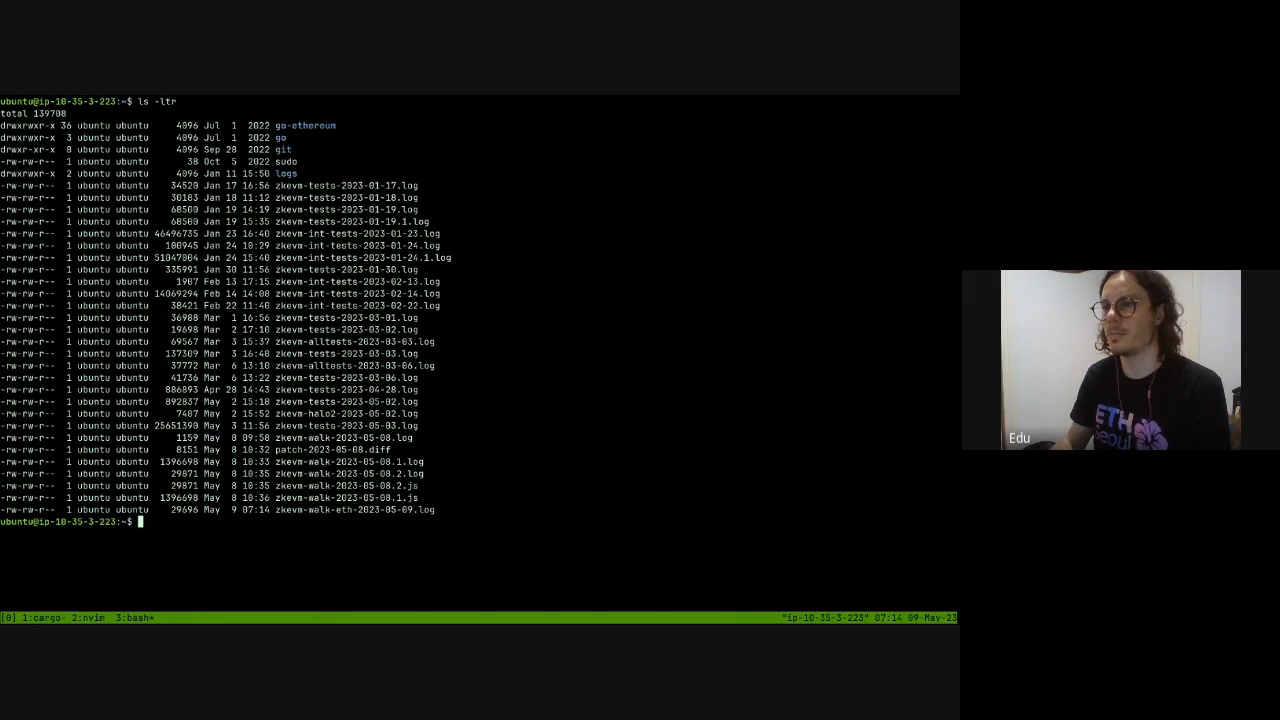 ubuntu@ip-10-35-3-223:~$ ls -ltr
total 139708
drwxrwxr-x 36 ubuntu ubuntu 4096 Jul 1 2022 go-ethereum
drwxrwxr-x 3 ubuntu ubuntu 4096 Jul 1 2022 go
drwxr-xr-x 8 ubuntu ubuntu 4096 Sep 28 2022 git
-rw-rw-r-- 1 ubuntu ubuntu 38 Oct 5 2022 sudo
drwxrwxr-x 2 ubuntu ubuntu 4096 Jan 11 15:50 logs
-rw-rw-r-- 1 ubuntu ubuntu 34520 Jan 17 16:56 zkevm-tests-2023-01-17.log
-rw-rw-r-- 1 ubuntu ubuntu 30183 Jan 18 11:12 zkevm-tests-2023-01-18.log
-rw-rw-r-- 1 ubuntu ubuntu 68500 Jan 19 14:19 zkevm-tests-2023-01-19.log
-rw-rw-r-- 1 ubuntu ubuntu 68500 Jan 19 15:35 zkevm-tests-2023-01-19.1.log
-rw-rw-r-- 1 ubuntu ubuntu 46496735 Jan 23 16:40 zkevm-int-tests-2023-01-23.log
-rw-rw-r-- 1 ubuntu ubuntu 100945 Jan 24 10:29 zkevm-int-tests-2023-01-24.log
-rw-rw-r-- 1 ubuntu ubuntu 51047004 Jan 24 15:40 zkevm-int-tests-2023-01-24.1.log
-rw-rw-r-- 1 ubuntu ubuntu 335991 Jan 30 11:56 zkevm-tests-2023-01-30.log
-rw-rw-r-- 1 ubuntu ubuntu 1907 Feb 13 17:15 zkevm-int-tests-2023-02-13.log
-rw-rw-r-- 1 ubuntu ubuntu 14069294 Feb 14 14:08 zkevm-int-tests-2023-02-14.log
-rw-rw-r-- 1 ubuntu ubuntu 38421 Feb 22 11:40 zkevm-int-tests-2023-02-22.log
-rw-rw-r-- 1 ubuntu ubuntu 36988 Mar 1 16:56 zkevm-tests-2023-03-01.log
-rw-rw-r-- 1 ubuntu ubuntu 19698 Mar 2 17:10 zkevm-tests-2023-03-02.log
-rw-rw-r-- 1 ubuntu ubuntu 69567 Mar 3 15:37 zkevm-alltests-2023-03-03.log
-rw-rw-r-- 1 ubuntu ubuntu 137309 Mar 3 16:48 zkevm-tests-2023-03-03.log
-rw-rw-r-- 1 ubuntu ubuntu 37772 Mar 6 13:10 zkevm-alltests-2023-03-06.log
-rw-rw-r-- 1 ubuntu ubuntu 41736 Mar 6 13:22 zkevm-tests-2023-03-06.log
-rw-rw-r-- 1 ubuntu ubuntu 886893 Apr 28 14:43 zkevm-tests-2023-04-28.log
-rw-rw-r-- 1 ubuntu ubuntu 892837 May 2 15:18 zkevm-tests-2023-05-02.log
-rw-rw-r-- 1 ubuntu ubuntu 7487 May 2 15:52 zkevm-halo2-2023-05-02.log
-rw-rw-r-- 1 ubuntu ubuntu 25651390 May 3 11:56 zkevm-tests-2023-05-03.log
-rw-rw-r-- 1 ubuntu ubuntu 1159 May 8 09:58 zkevm-walk-2023-05-08.log
-rw-rw-r-- 1 ubuntu ubuntu 8151 May 8 10:32 patch-2023-05-08.diff
-rw-rw-r-- 1 ubuntu ubuntu 1396698 May 8 10:33 zkevm-walk-2023-05-08.1.log
-rw-rw-r-- 1 ubuntu ubuntu 29871 May 8 10:35 zkevm-walk-2023-05-08.2.log
-rw-rw-r-- 1 ubuntu ubuntu 29871 May 8 10:35 zkevm-walk-2023-05-08.2.js
-rw-rw-r-- 1 ubuntu ubuntu 1396698 May 8 10:36 zkevm-walk-2023-05-08.1.js
-rw-rw-r-- 1 ubuntu ubuntu 29696 May 9 07:14 zkevm-walk-eth-2023-05-09.log
ubuntu@ip-10-35-3-223:~$
[0] 1:cargo- 2:nvim 3:bash* "ip-10-35-3-223" 07:14 09-May-23
ETH
Seoul
Edu